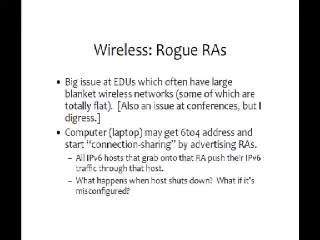 Wireless: Rogue RAs
• Big issue at EDUs which often have large
blanket wireless networks (some of which are
totally flat). [Also an issue at conferences, but I
digress.]
• Computer (laptop) may get 6to4 address and
start "connection-sharing" by advertising RAs.
– All IPv6 hosts that grab onto that RA push their IPv6
traffic through that host.
– What happens when host shuts down? What if it's
misconfigured?